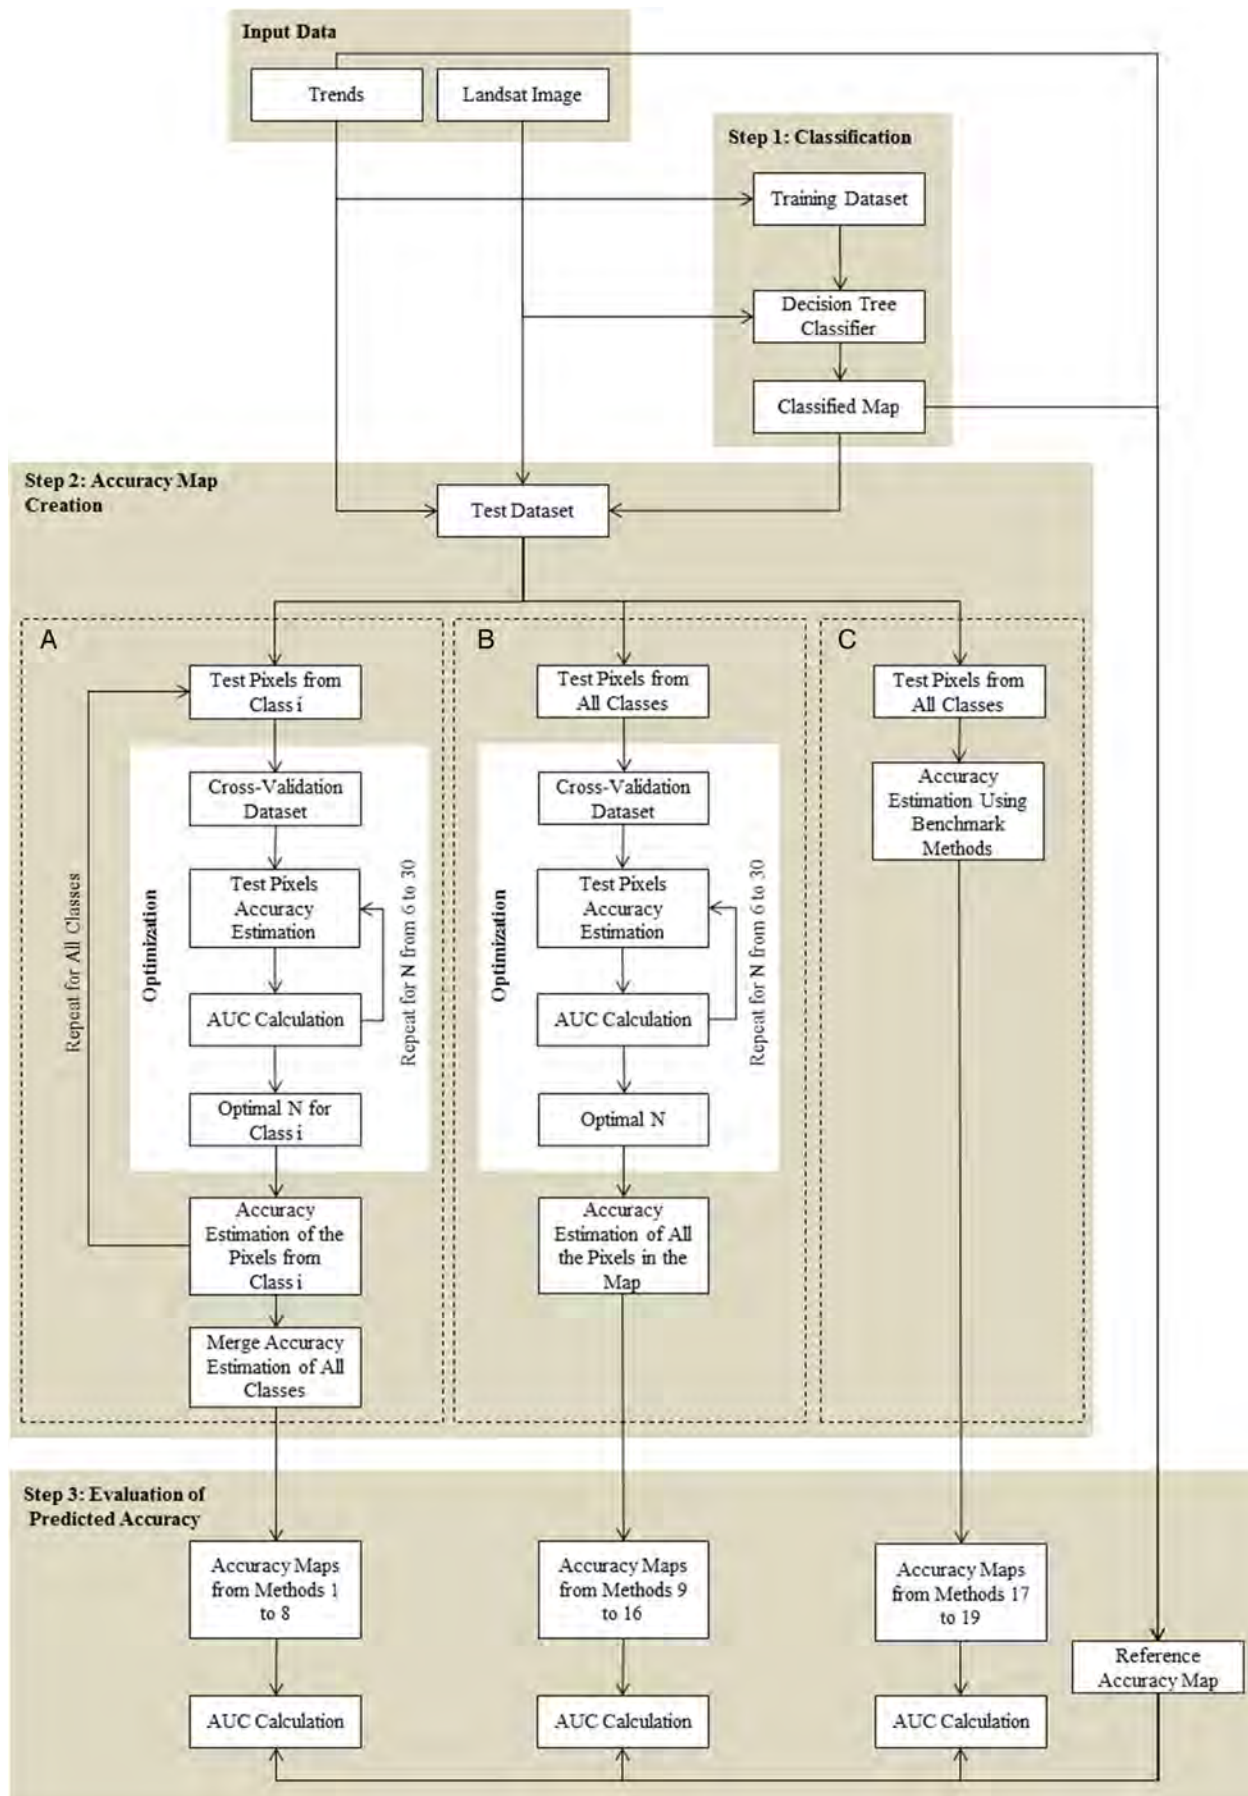 Input Data
Trends
Landsat Image
Step 1: Classification
Training Dataset
Decision Tree
Classifier
Classified Map
Step 2: Accuracy Map
Creation
Test Dataset
A
Test Pixels from
Class i
Cross-Validation
Dataset
Test Pixels
Accuracy
Estimation
AUC Calculation
Optimal N for
Class i
Optimization
Repeat for N from 6 to 30
Repeat for All Classes
Accuracy
Estimation of the
Pixels from
Class i
Merge Accuracy
Estimation of All
Classes
B
Test Pixels from
All Classes
Cross-Validation
Dataset
Test Pixels
Accuracy
Estimation
AUC Calculation
Optimal N
Optimization
Repeat for N from 6 to 30
Accuracy
Estimation of All
the Pixels in the
Map
C
Test Pixels from
All Classes
Accuracy
Estimation Using
Benchmark
Methods
Step 3: Evaluation of
Predicted Accuracy
Accuracy Maps
from Methods 1
to 8
AUC Calculation
Accuracy Maps
from Methods 9
to 16
AUC Calculation
Accuracy Maps
from Methods 17
to 19
AUC Calculation
Reference
Accuracy Map